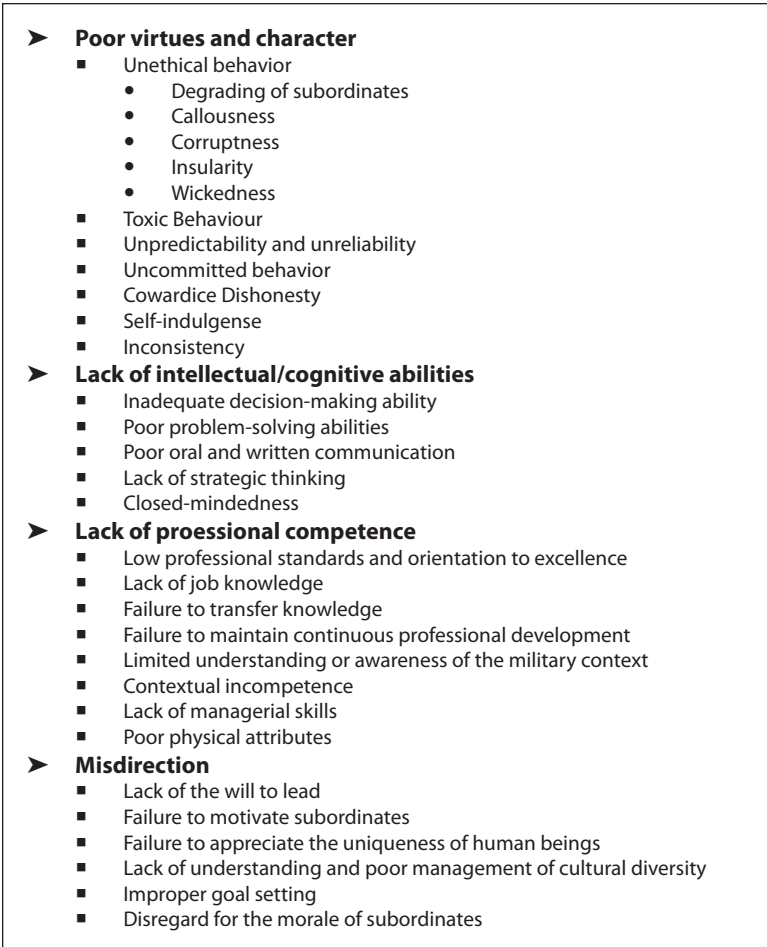 ➤ Poor virtues and character
▪ Unethical behavior
• Degrading of subordinates
• Callousness
• Corruptness
• Insularity
• Wickedness
▪ Toxic Behaviour
▪ Unpredictability and unreliability
▪ Uncommitted behavior
▪ Cowardice Dishonesty
▪ Self-indulgense
▪ Inconsistency
➤ Lack of intellectual/cognitive abilities
▪ Inadequate decision-making ability
▪ Poor problem-solving abilities
▪ Poor oral and written communication
▪ Lack of strategic thinking
▪ Closed-mindedness
➤ Lack of proessional competence
▪ Low professional standards and orientation to excellence
▪ Lack of job knowledge
▪ Failure to transfer knowledge
▪ Failure to maintain continuous professional development
▪ Limited understanding or awareness of the military context
▪ Contextual incompetence
▪ Lack of managerial skills
▪ Poor physical attributes
➤ Misdirection
▪ Lack of the will to lead
▪ Failure to motivate subordinates
▪ Failure to appreciate the uniqueness of human beings
▪ Lack of understanding and poor management of cultural diversity
▪ Improper goal setting
▪ Disregard for the morale of subordinates